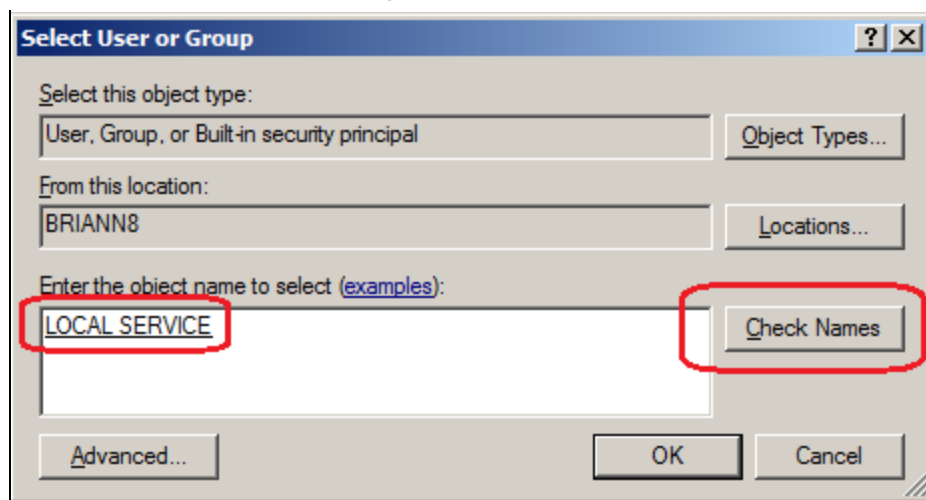 Select User or Group
Select this object type:
User, Group, or Built-in security principal
Object Types...
From this location:
BRIANN8
Locations...
Enter the object name to select (examples):
LOCAL SERVICE
Check Names
Advanced...
OK
Cancel